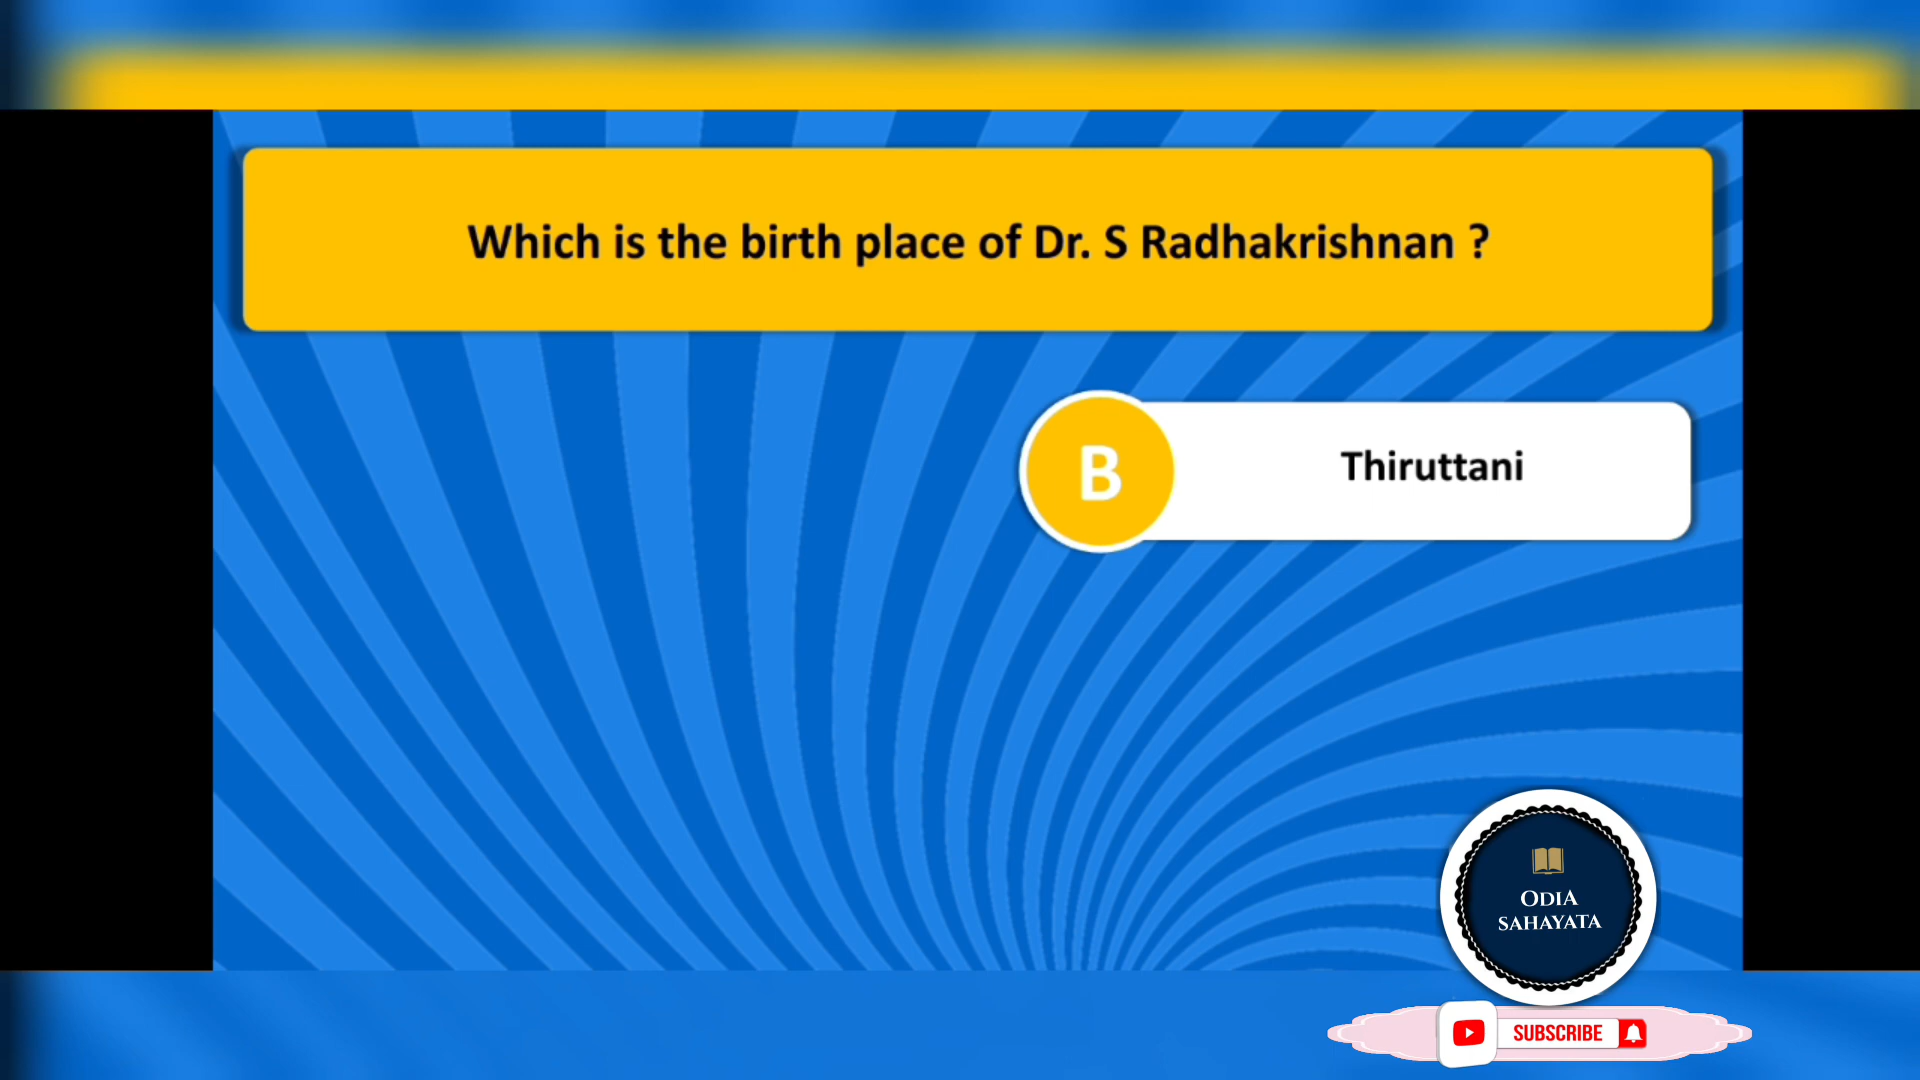 Which is the birth place of Dr. S Radhakrishnan ?
B
Thiruttani
ODIA
SAHAYATA
SUBSCRIBE